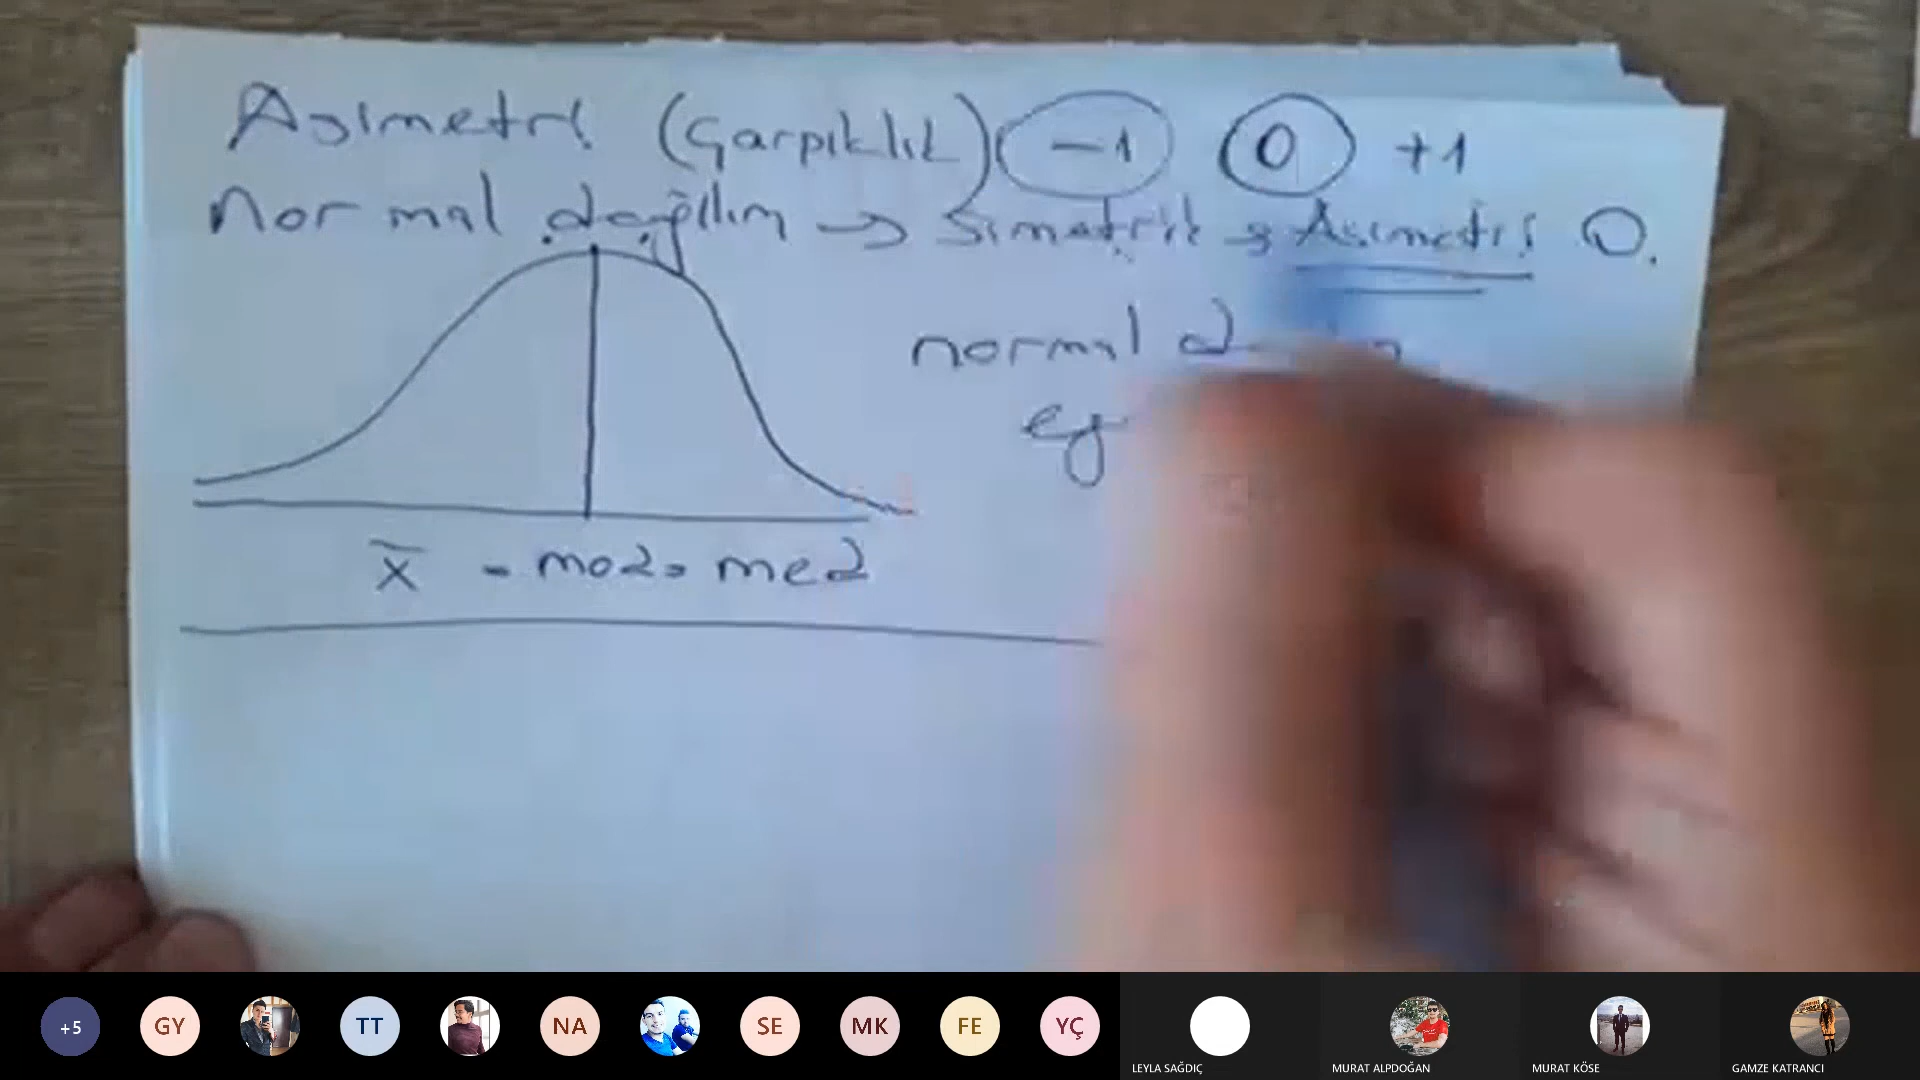 Asimetri (Çarpıklık) -1 0 +1
Normal dağılım → Simetrik → Asimetri 0.
normal
x̄ = mod = med
+5
GY
TT
NA
SE
MK
FE
YÇ
LEYLA SAĞDIÇ
MURAT ALPDOĞAN
MURAT KÖSE
GAMZE KATRANCI